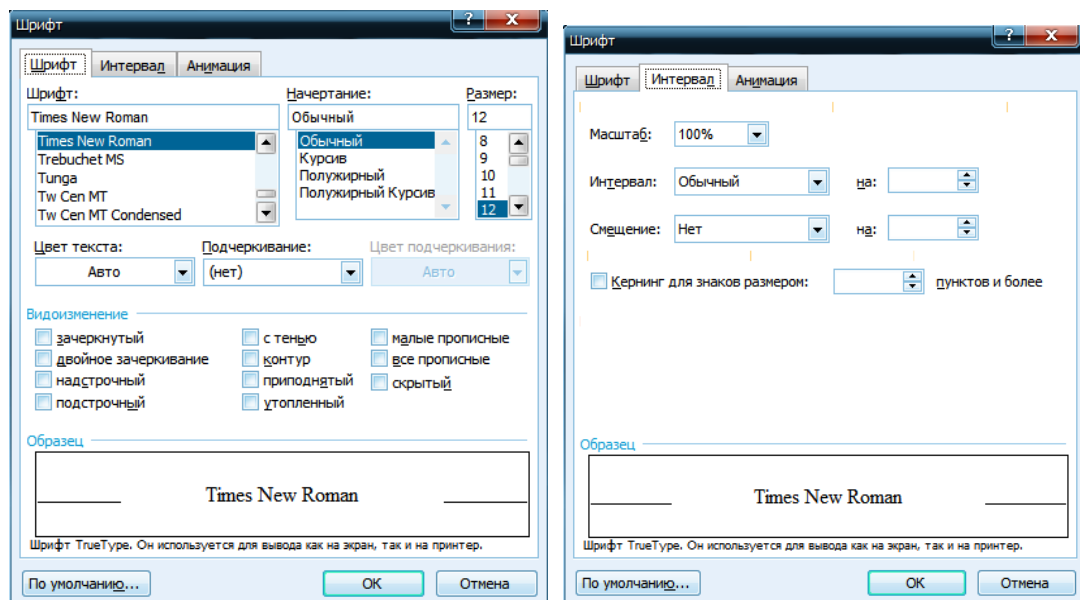 Шрифт
Шрифт Интервал Анимация
Шрифт: Начертание: Размер:
Times New Roman Обычный 12
Times New Roman Обычный 8
Trebuchet MS Курсив 9
Tunga Полужирный 10
Tw Cen MT Полужирный Курсив 11
Tw Cen MT Condensed 12
Цвет текста: Подчеркивание: Цвет подчеркивания:
Авто (нет) Авто
Видоизменение
зачеркнутый с тенью малые прописные
двойное зачеркивание контур все прописные
надстрочный приподнятый скрытый
подстрочный утопленный
Образец
Times New Roman
Шрифт TrueType. Он используется для вывода как на экран, так и на принтер.
По умолчанию... ОК Отмена
Шрифт
Шрифт Интервал Анимация
Масштаб: 100%
Интервал: Обычный на:
Смещение: Нет на:
Кернинг для знаков размером: пунктов и более
Образец
Times New Roman
Шрифт TrueType. Он используется для вывода как на экран, так и на принтер.
По умолчанию... ОК Отмена